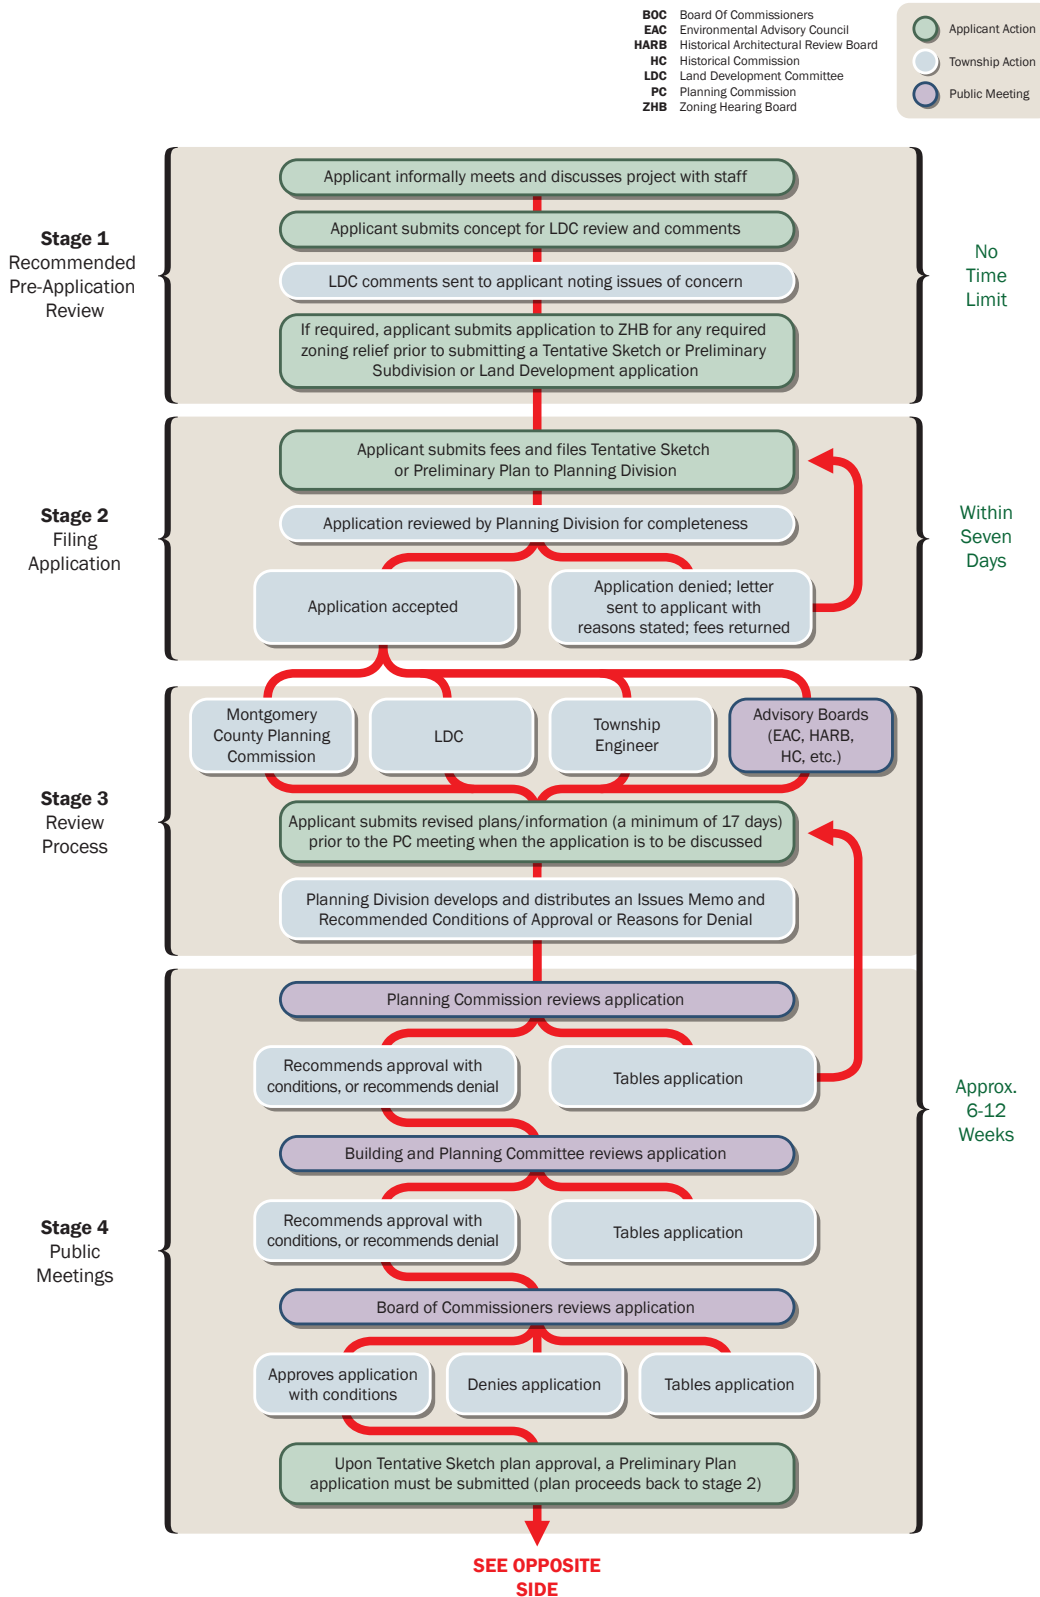 BOC Board Of Commissioners
EAC Environmental Advisory Council
HARB Historical Architectural Review Board
HC Historical Commission
LDC Land Development Committee
PC Planning Commission
ZHB Zoning Hearing Board
Applicant Action
Township Action
Public Meeting
Stage 1
Recommended
Pre-Application
Review
Applicant informally meets and discusses project with staff
Applicant submits concept for LDC review and comments
LDC comments sent to applicant noting issues of concern
If required, applicant submits application to ZHB for any required
zoning relief prior to submitting a Tentative Sketch or Preliminary
Subdivision or Land Development application
No
Time
Limit
Stage 2
Filing
Application
Applicant submits fees and files Tentative Sketch
or Preliminary Plan to Planning Division
Application reviewed by Planning Division for completeness
Application accepted
Application denied; letter
sent to applicant with
reasons stated; fees returned
Within
Seven
Days
Stage 3
Review
Process
Montgomery
County Planning
Commission
LDC
Township
Engineer
Advisory Boards
(EAC, HARB,
HC, etc.)
Applicant submits revised plans/information (a minimum of 17 days)
prior to the PC meeting when the application is to be discussed
Planning Division develops and distributes an Issues Memo and
Recommended Conditions of Approval or Reasons for Denial
Stage 4
Public
Meetings
Planning Commission reviews application
Recommends approval with
conditions, or recommends denial
Tables application
Building and Planning Committee reviews application
Recommends approval with
conditions, or recommends denial
Tables application
Board of Commissioners reviews application
Approves application
with conditions
Denies application
Tables application
Upon Tentative Sketch plan approval, a Preliminary Plan
application must be submitted (plan proceeds back to stage 2)
Approx.
6-12
Weeks
SEE OPPOSITE
SIDE